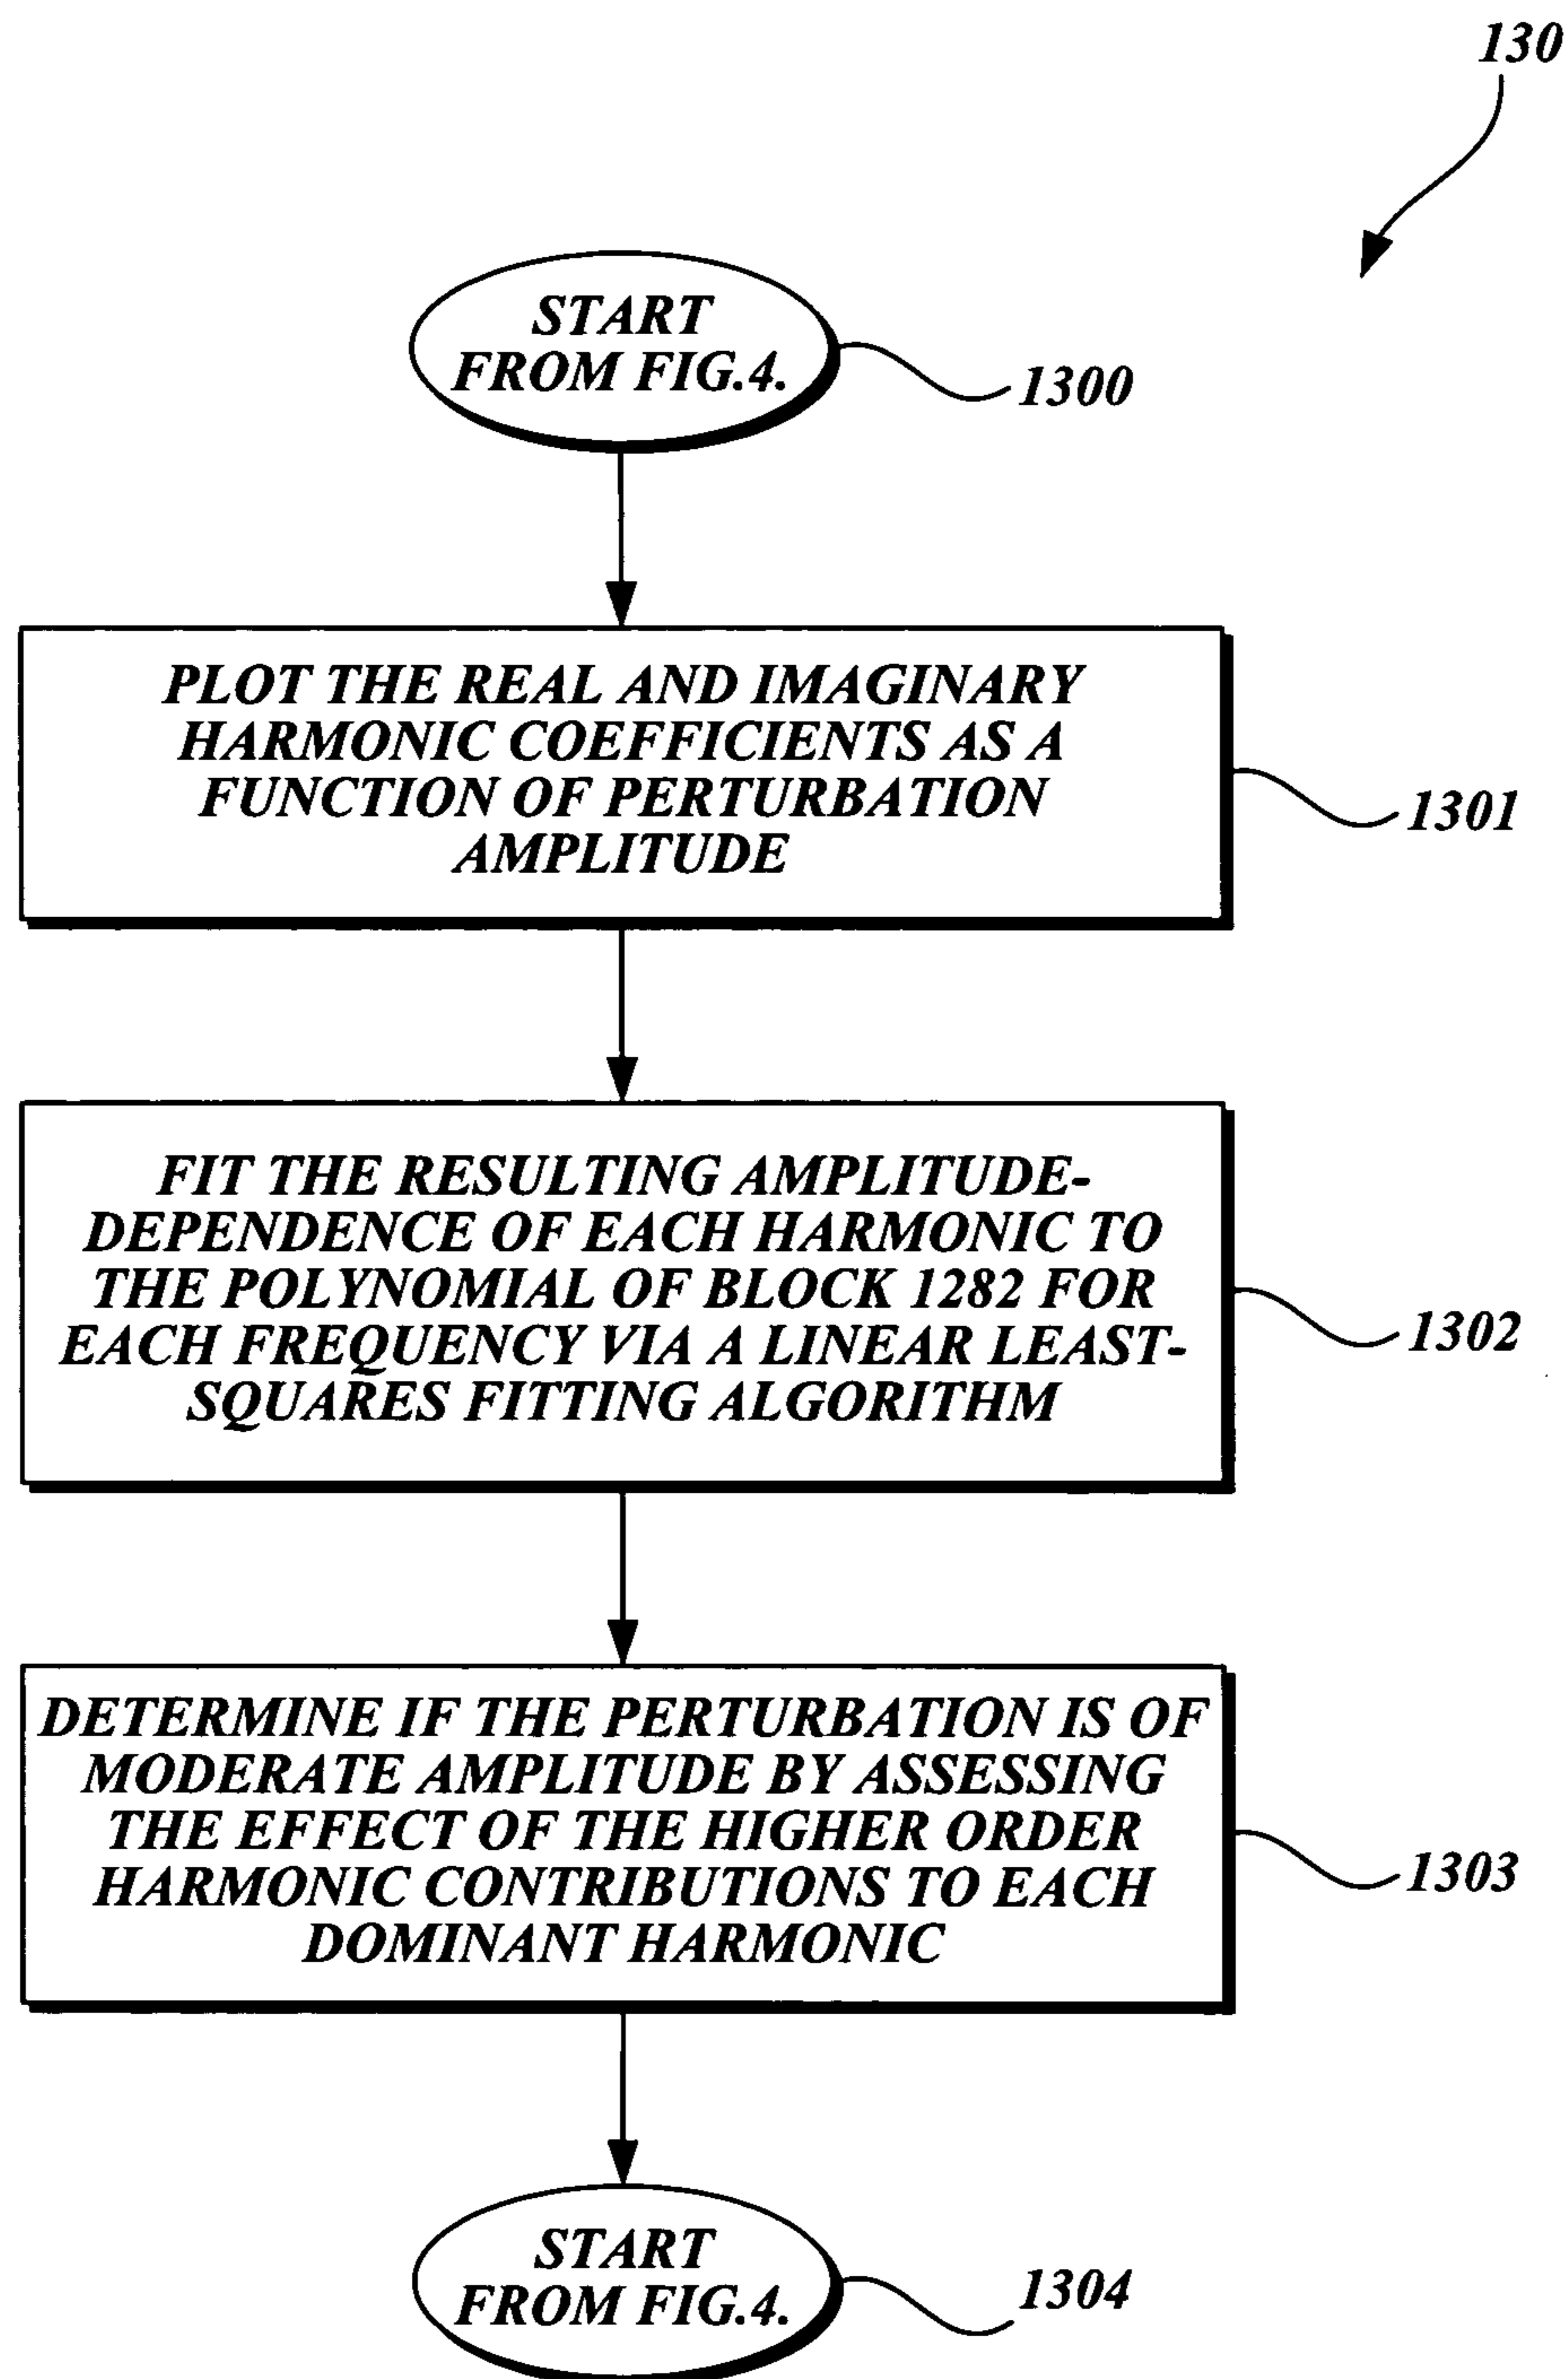 130
START
FROM FIG.4.
1300
PLOT THE REAL AND IMAGINARY
HARMONIC COEFFICIENTS AS A
FUNCTION OF PERTURBATION
AMPLITUDE
1301
FIT THE RESULTING AMPLITUDE-
DEPENDENCE OF EACH HARMONIC TO
THE POLYNOMIAL OF BLOCK 1282 FOR
EACH FREQUENCY VIA A LINEAR LEAST-
SQUARES FITTING ALGORITHM
1302
DETERMINE IF THE PERTURBATION IS OF
MODERATE AMPLITUDE BY ASSESSING
THE EFFECT OF THE HIGHER ORDER
HARMONIC CONTRIBUTIONS TO EACH
DOMINANT HARMONIC
1303
START
FROM FIG.4.
1304